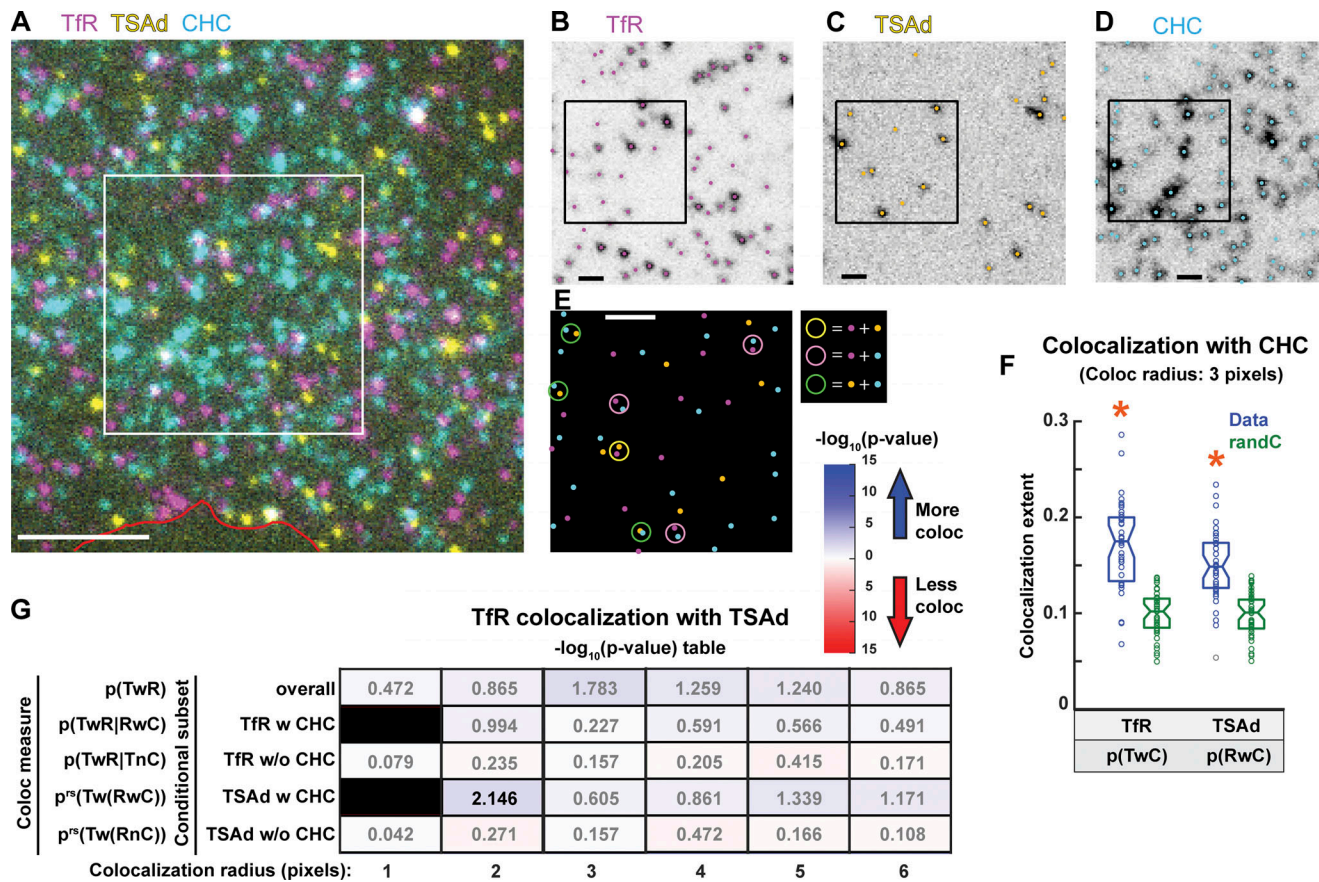 A TfR TSAd CHC
B TfR
C TSAd
D CHC
E
= +
= +
= +
F Colocalization with CHC
(Coloc radius: 3 pixels)
Colocalization extent
0.3
0.2
0.1
0
Data
randC
*
*
TfR TSAd
p(TwC) p(RwC)
-log10(p-value)
15
10
5
0
5
10
15
More
coloc
Less
coloc
G
TfR colocalization with TSAd
-log10(p-value) table
Coloc measure
Conditional subset
p(TwR) overall 0.472 0.865 1.783 1.259 1.240 0.865
p(TwR|RwC) TfR w CHC 0.994 0.227 0.591 0.566 0.491
p(TwR|TnC) TfR w/o CHC 0.079 0.235 0.157 0.205 0.415 0.171
prs(Tw(RwC)) TSAd w CHC 2.146 0.605 0.861 1.339 1.171
prs(Tw(RnC)) TSAd w/o CHC 0.042 0.271 0.157 0.472 0.166 0.108
Colocalization radius (pixels): 1 2 3 4 5 6